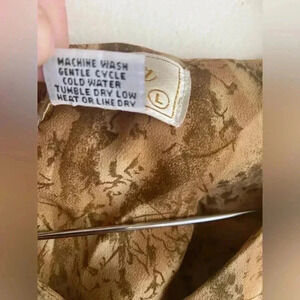 MACHINE WASH
GENTLE CYCLE
COLD WATER
TUMBLE DRY LOW
HEAT OR LINE DRY
L